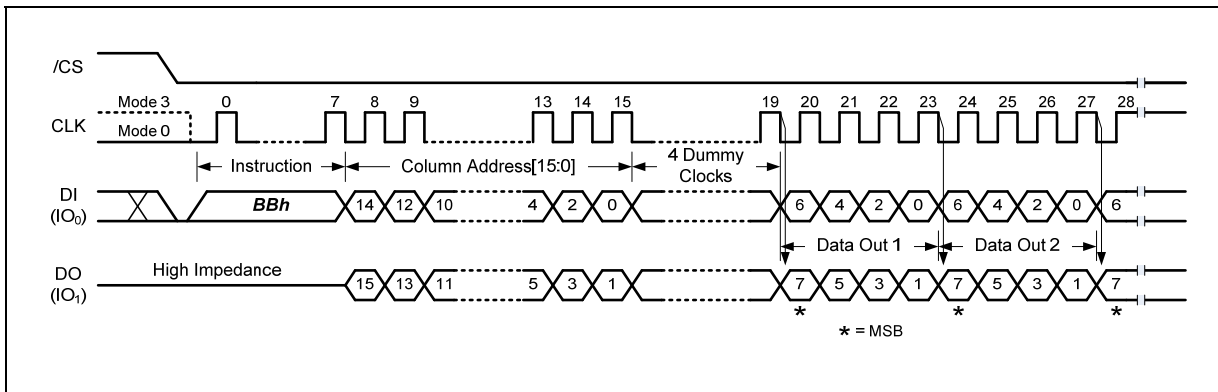 /CS
Mode 3 0 7 8 9 13 14 15 19 20 21 22 23 24 25 26 27 28
CLK
Mode 0
Instruction Column Address[15:0] 4 Dummy Clocks
DI
(IO0)
BBh 14 12 10 4 2 0 6 4 2 0 6 4 2 0 6
Data Out 1 Data Out 2
High Impedance
DO
(IO1)
15 13 11 5 3 1 7 5 3 1 7 5 3 1 7
* * *
* = MSB